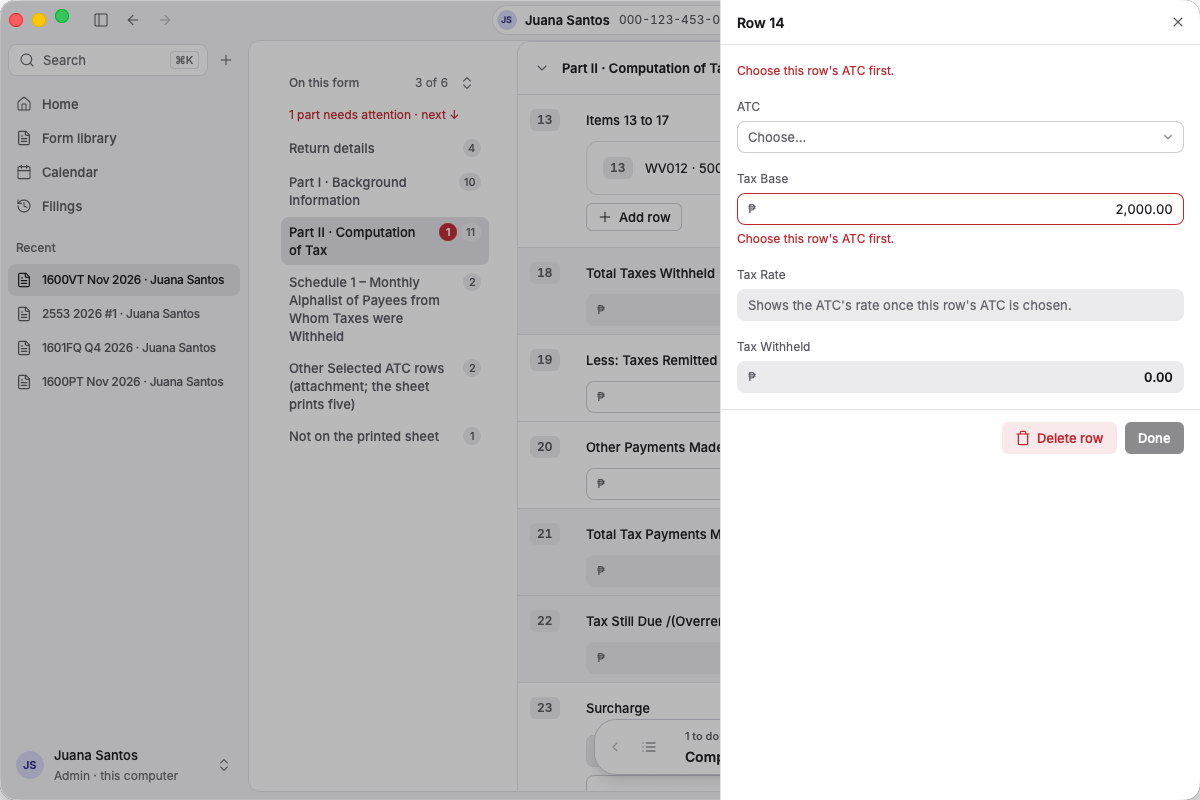 JS Juana Santos 000-123-453-0
Search ⌘K
Home
Form library
Calendar
Filings
Recent
1600VT Nov 2026 · Juana Santos
2553 2026 #1 · Juana Santos
1601FQ Q4 2026 · Juana Santos
1600PT Nov 2026 · Juana Santos
JS Juana Santos
Admin · this computer
On this form 3 of 6
1 part needs attention · next ↓
Return details 4
Part I · Background 10
Information
Part II · Computation 1 11
of Tax
Schedule 1 – Monthly 2
Alphalist of Payees from
Whom Taxes were
Withheld
Other Selected ATC rows 2
(attachment; the sheet
prints five)
Not on the printed sheet 1
Part II · Computation of Ta
13 Items 13 to 17
13 WV012 · 500
+ Add row
18 Total Taxes Withheld
₱
19 Less: Taxes Remitted
₱
20 Other Payments Made
₱
21 Total Tax Payments M
₱
22 Tax Still Due /(Overrem
₱
23 Surcharge
1 to do
Comp
Row 14
Choose this row's ATC first.
ATC
Choose...
Tax Base
₱ 2,000.00
Choose this row's ATC first.
Tax Rate
Shows the ATC's rate once this row's ATC is chosen.
Tax Withheld
₱ 0.00
Delete row Done